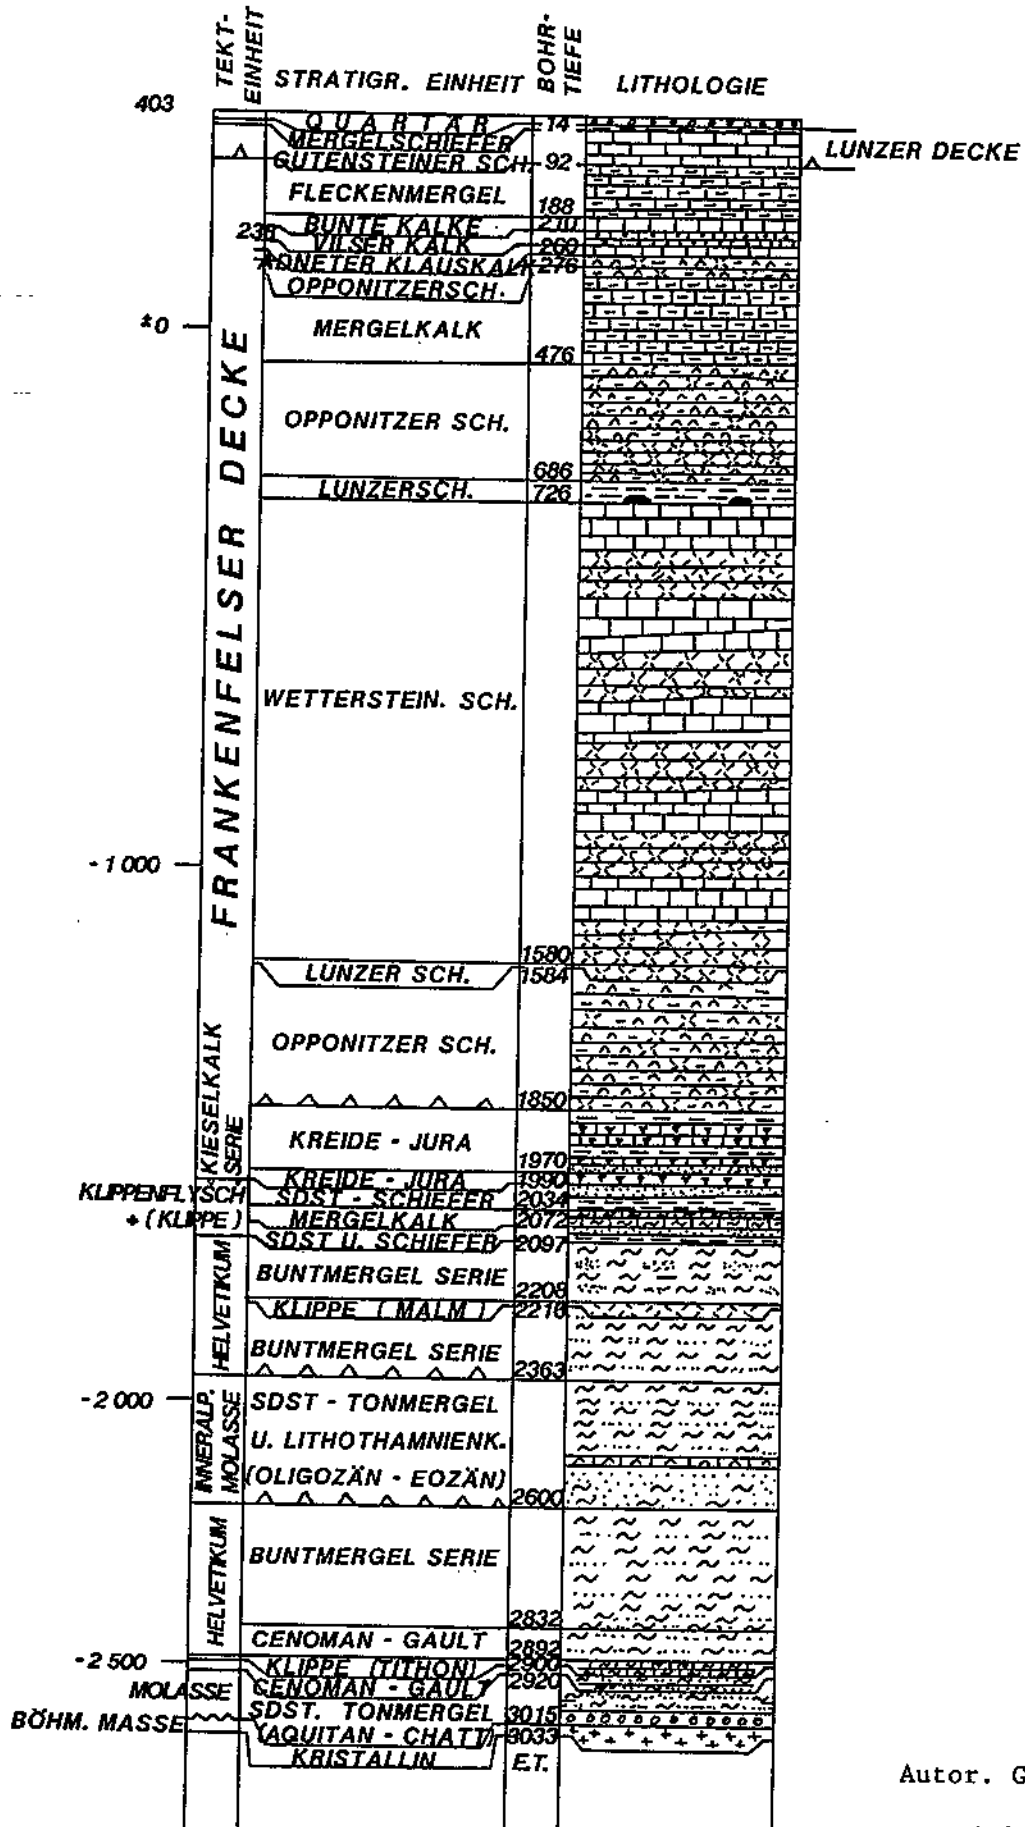 TEKT-
EINHEIT
STRATIGR. EINHEIT
BOHR-
TIEFE
LITHOLOGIE
403
QUARTÄR
14
MERGELSCHIEFER
LUNZER DECKE
GUTENSTEINER SCH.
92
FLECKENMERGEL
188
BUNTE KALKE
210
VILSER KALK
260
ADNETER KLAUSKALK
276
OPPONITZERSCH.
±0
MERGELKALK
476
FRANKENFELSER DECKE
OPPONITZER SCH.
686
LUNZERSCH.
726
WETTERSTEIN. SCH.
-1000
1580
LUNZER SCH.
1584
OPPONITZER SCH.
1850
KIESELKALK
SERIE
KREIDE - JURA
1970
KREIDE - JURA
1990
KLIPPENFLYSCH
+ (KLIPPE)
SDST - SCHIEFER
2034
MERGELKALK
2072
SDST U. SCHIEFER
2097
HELVETIKUM
BUNTMERGEL SERIE
2208
KLIPPE (MALM)
BUNTMERGEL SERIE
2363
-2000
INNERALP.
MOLASSE
SDST - TONMERGEL
U. LITHOTHAMNIENK.
(OLIGOZÄN - EOZÄN)
2600
HELVETIKUM
BUNTMERGEL SERIE
2832
CENOMAN - GAULT
2892
-2500
KLIPPE (TITHON)
2900
CENOMAN - GAULT
2920
MOLASSE
SDST. TONMERGEL
3015
BÖHM. MASSE
(AQUITAN - CHATT)
3033
KRISTALLIN
E.T.
Autor. G